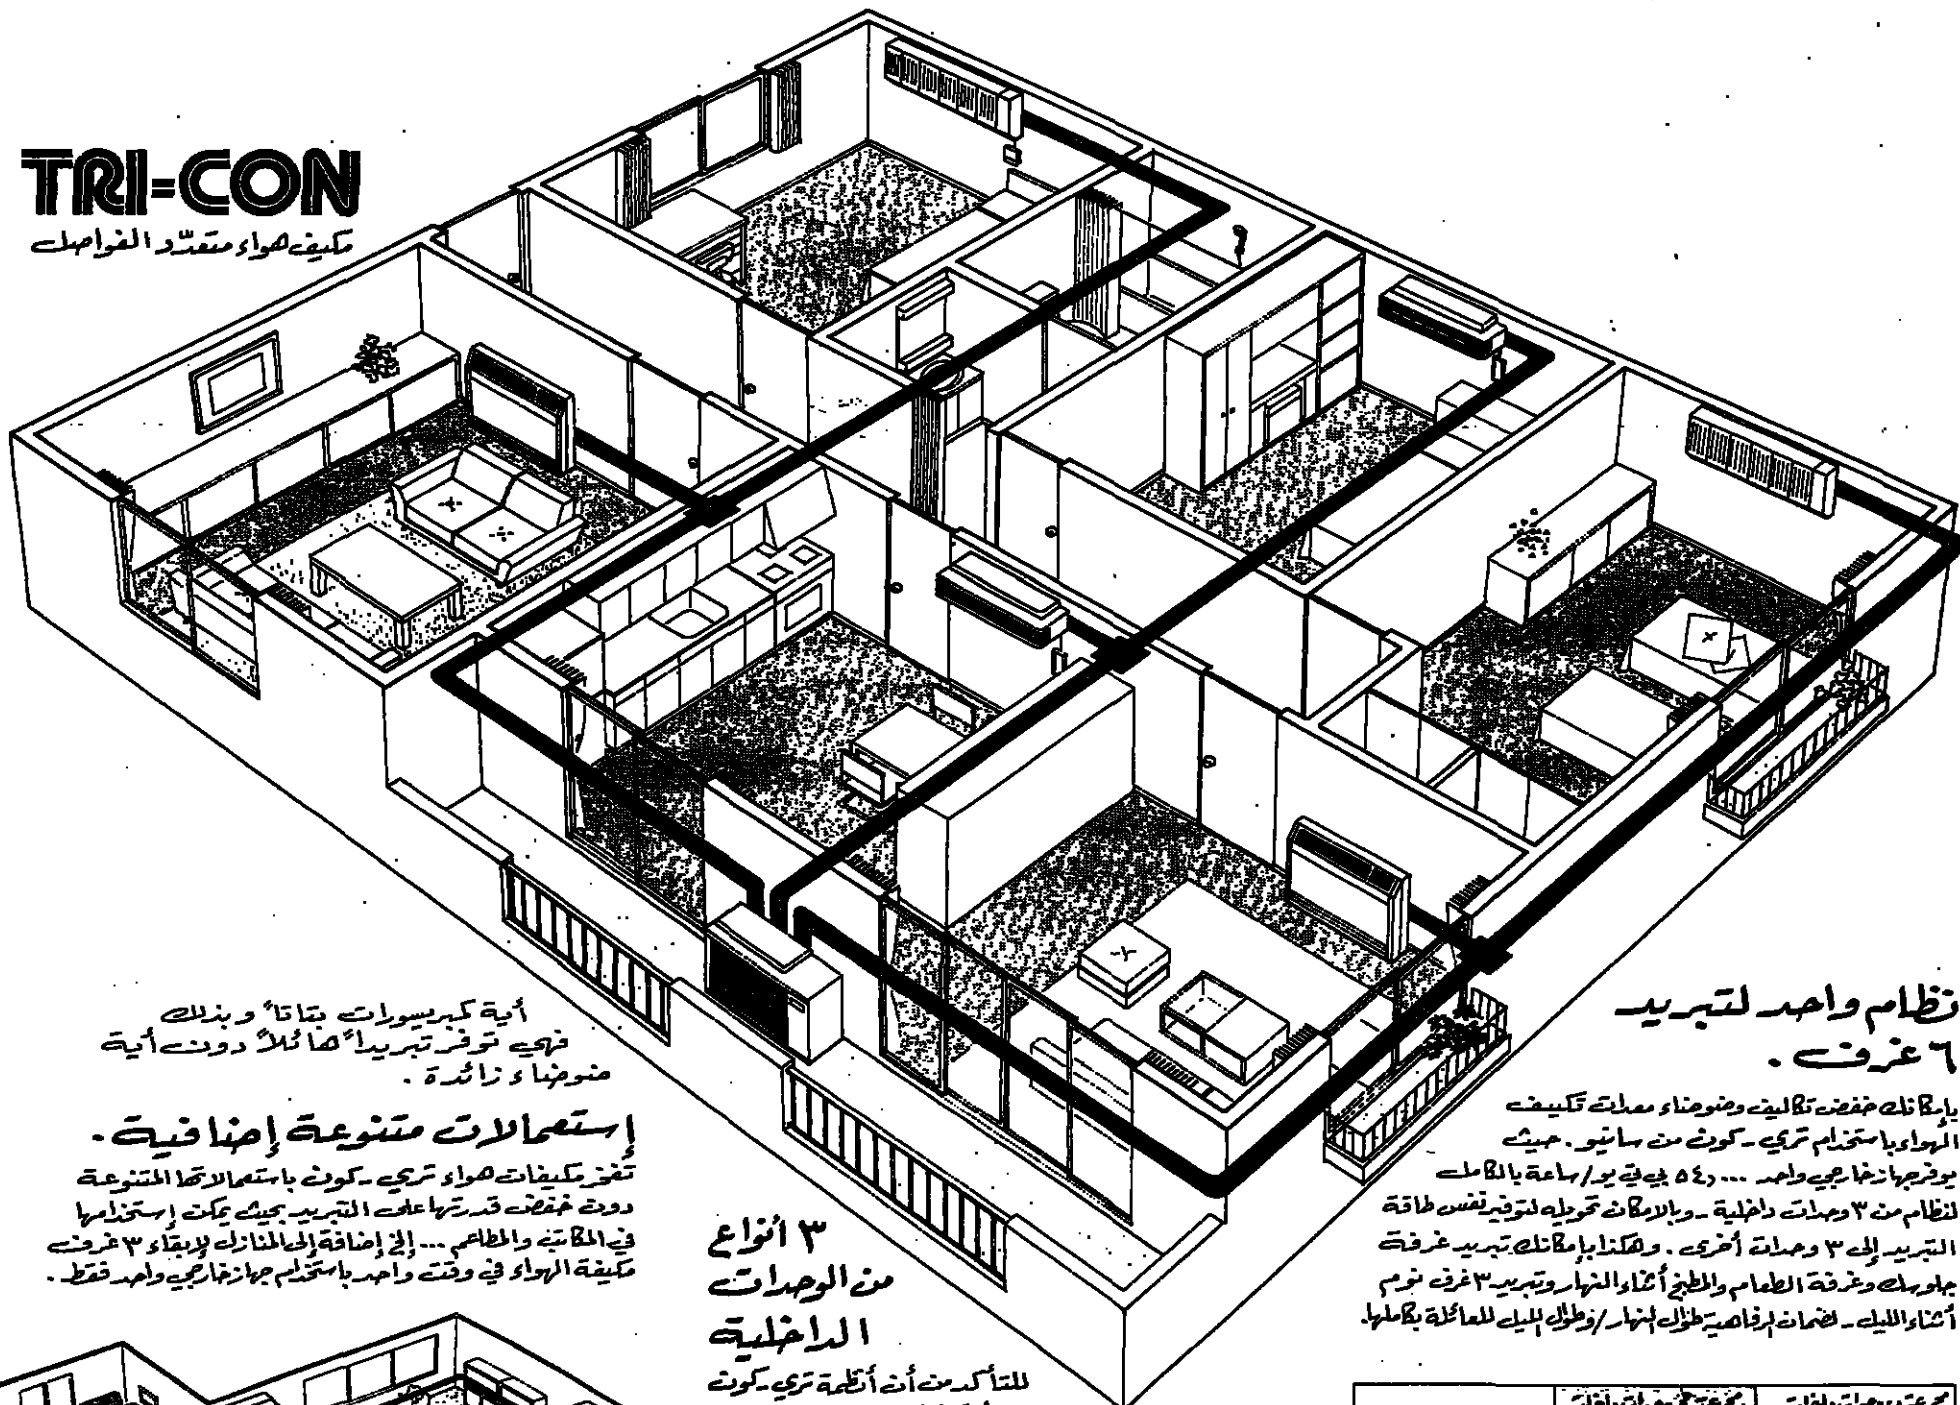 TRI-CON
مكيف هواء متعدّد الفواصل
نظام واحد لتبريد
٦ غرف .
بإمكانك خفض تكاليف وضوضاء معدات تكييف
الهواء باستخدام تري - كون من سانيو . حيث
يوفر جهاز خارجي واحد ٥٤٫٠٠٠ بي تي يو/ساعة بالكامل
لنظام من ٣ وحدات داخلية - وبالامكان تحويله لتوفير نفس طاقة
التبريد إلى ٣ وحدات أخرى . وهكذا بإمكانك تبريد غرفة
جلوسك وغرفة الطعام والمطبخ أثناء النهار وتبريد ٣ غرف نوم
أثناء الليل - لضمان الرفاهية طوال النهار / وطوال الليل للعائلة بكاملها.
٣ أنواع
من الوحدات
الداخلية
للتأكد من أن أنظمة تري - كون
أية كمبريسورات بتاتاً وبذلك
فهي توفر تبريداً هائلاً دون أية
ضوضاء زائدة .
إستعمالات متنوعة إضافية .
تفخر مكيفات هواء تري - كون باستعمالاتها المتنوعة
دون خفض قدرتها على التبريد بحيث يمكن إستخدامها
في المكاتب والمطاعم ... إلخ إضافة إلى المنازل لإبقاء ٣ غرف
مكيفة الهواء في وقت واحد باستخدام جهاز خارجي واحد فقط .